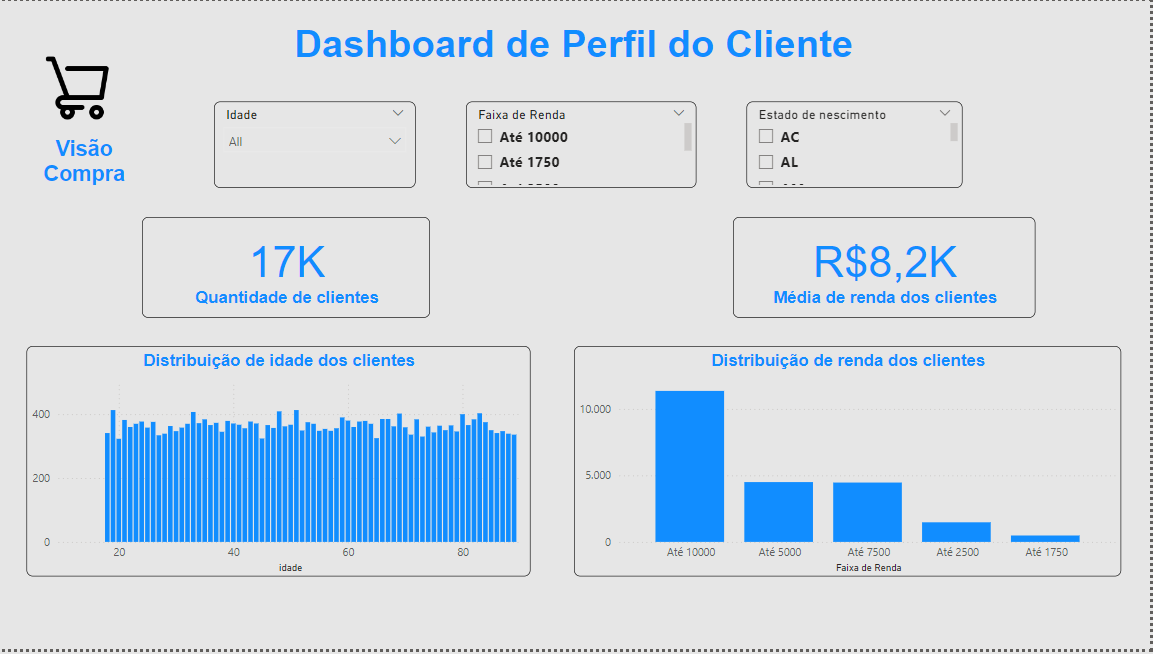 Dashboard de Perfil do Cliente
Visão
Compra
Idade
All
Faixa de Renda
Até 10000
Até 1750
Estado de nescimento
AC
AL
17K
Quantidade de clientes
R$8,2K
Média de renda dos clientes
Distribuição de idade dos clientes
400
200
0
20 40 60 80
idade
Distribuição de renda dos clientes
10.000
5.000
0
Até 10000 Até 5000 Até 7500 Até 2500 Até 1750
Faixa de Renda